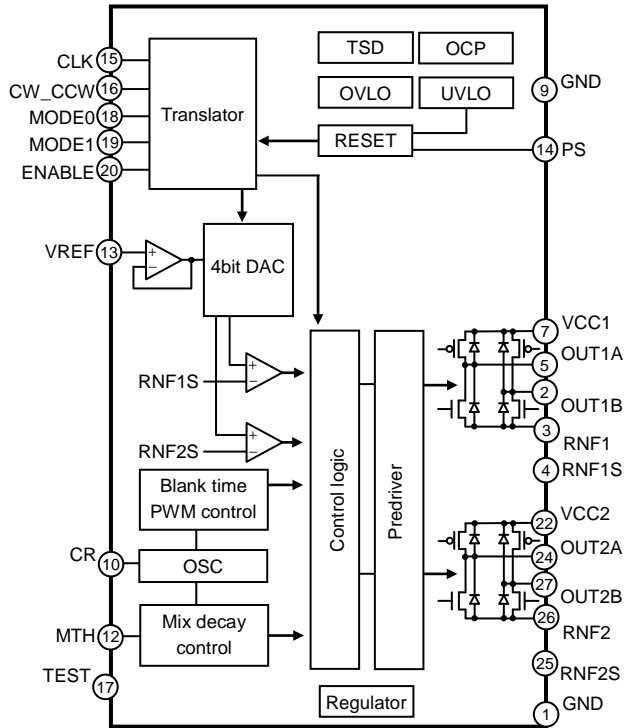 CLK 15
CW_CCW 16
MODE0 18
MODE1 19
ENABLE 20
Translator
TSD
OCP
OVLO
UVLO
RESET
9 GND
14 PS
VREF 13
+
−
4bit DAC
RNF1S
+
−
RNF2S
+
−
Blank time
PWM control
CR 10
OSC
MTH 12
Mix decay
control
TEST
17
Control logic
Predriver
Regulator
7 VCC1
5 OUT1A
2
OUT1B
3
RNF1
4 RNF1S
22 VCC2
24 OUT2A
27
OUT2B
26
RNF2
25
RNF2S
1 GND